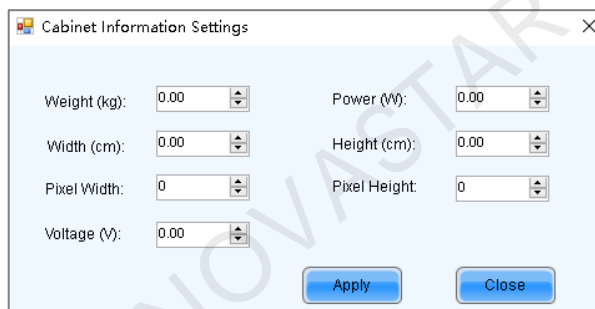 Cabinet Information Settings
Weight (kg): 0.00 Power (W): 0.00
Width (cm): 0.00 Height (cm): 0.00
Pixel Width: 0 Pixel Height: 0
Voltage (V): 0.00
Apply Close
NOVASTAR